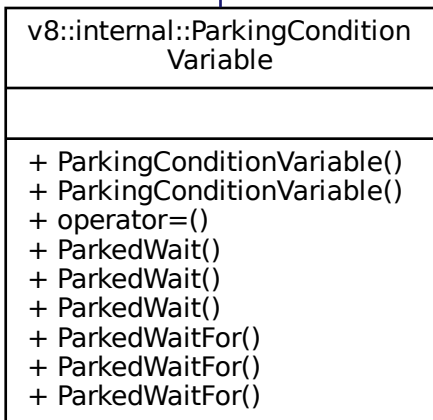 v8::internal::ParkingCondition
Variable
+ ParkingConditionVariable()
+ ParkingConditionVariable()
+ operator=()
+ ParkedWait()
+ ParkedWait()
+ ParkedWait()
+ ParkedWaitFor()
+ ParkedWaitFor()
+ ParkedWaitFor()